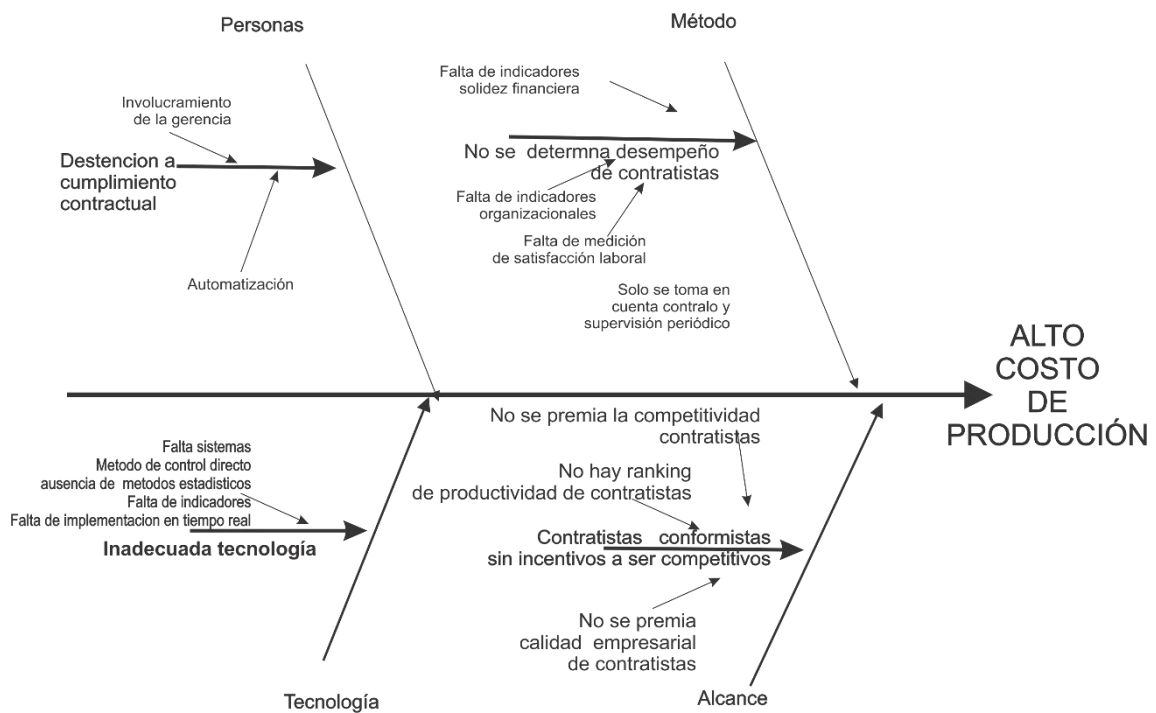 Personas
Método
Falta de indicadores
solidez financiera
Involucramiento
de la gerencia
Destencion a
cumplimiento
contractual
Automatización
No se determna desempeño
de contratistas
Falta de indicadores
organizacionales
Falta de medición
de satisfacción laboral
Solo se toma en
cuenta contralo y
supervisión periódico
ALTO
COSTO
DE
PRODUCCIÓN
Falta sistemas
Metodo de control directo
ausencia de metodos estadisticos
Falta de indicadores
Falta de implementacion en tiempo real
Inadecuada tecnología
No se premia la competitividad
contratistas
No hay ranking
de productividad de contratistas
Contratistas conformistas
sin incentivos a ser competitivos
No se premia
calidad empresarial
de contratistas
Tecnología
Alcance